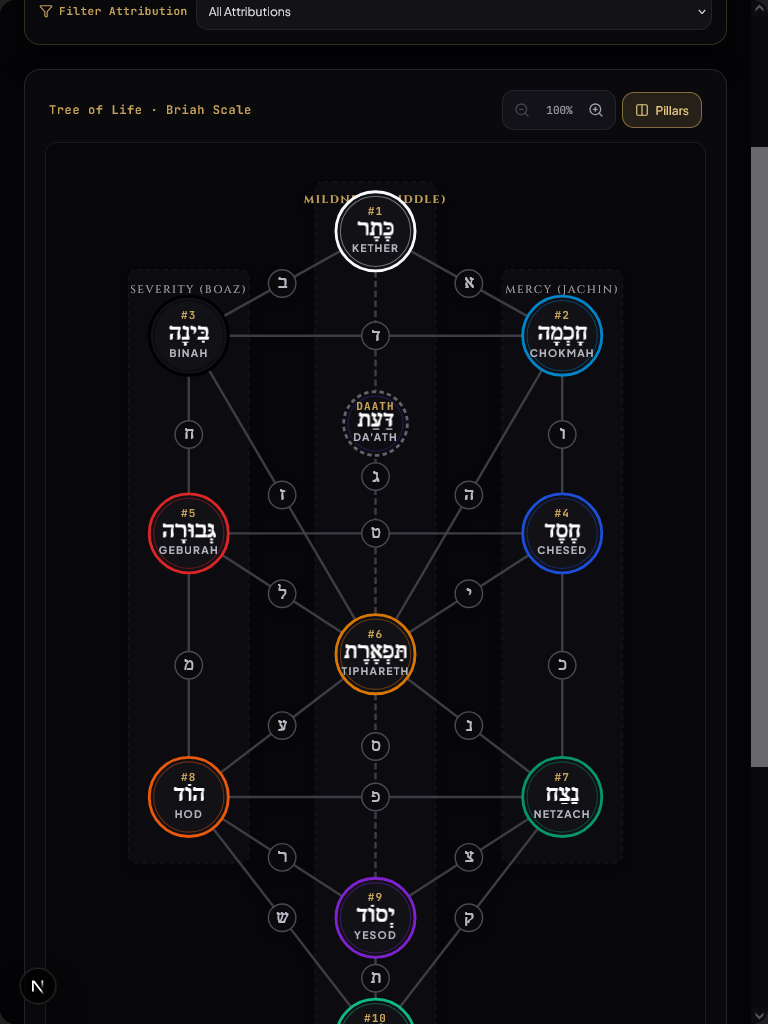 Filter Attribution
All Attributions
Tree of Life · Briah Scale
100%
Pillars
#1
כֶּתֶר
KETHER
ב
א
SEVERITY (BOAZ)
MERCY (JACHIN)
#3
בִּינָה
BINAH
ד
#2
חָכְמָה
CHOKMAH
DAATH
דַּעַת
DA'ATH
ח
ו
ג
ז
ה
#5
גְּבוּרָה
GEBURAH
ט
#4
חֶסֶד
CHESED
ל
י
#6
תִּפְאֶרֶת
TIPHARETH
מ
כ
ע
נ
ס
#8
הוֹד
HOD
פ
#7
נֵצַח
NETZACH
ר
צ
#9
יְסוֹד
YESOD
ש
ק
ת
N
#10